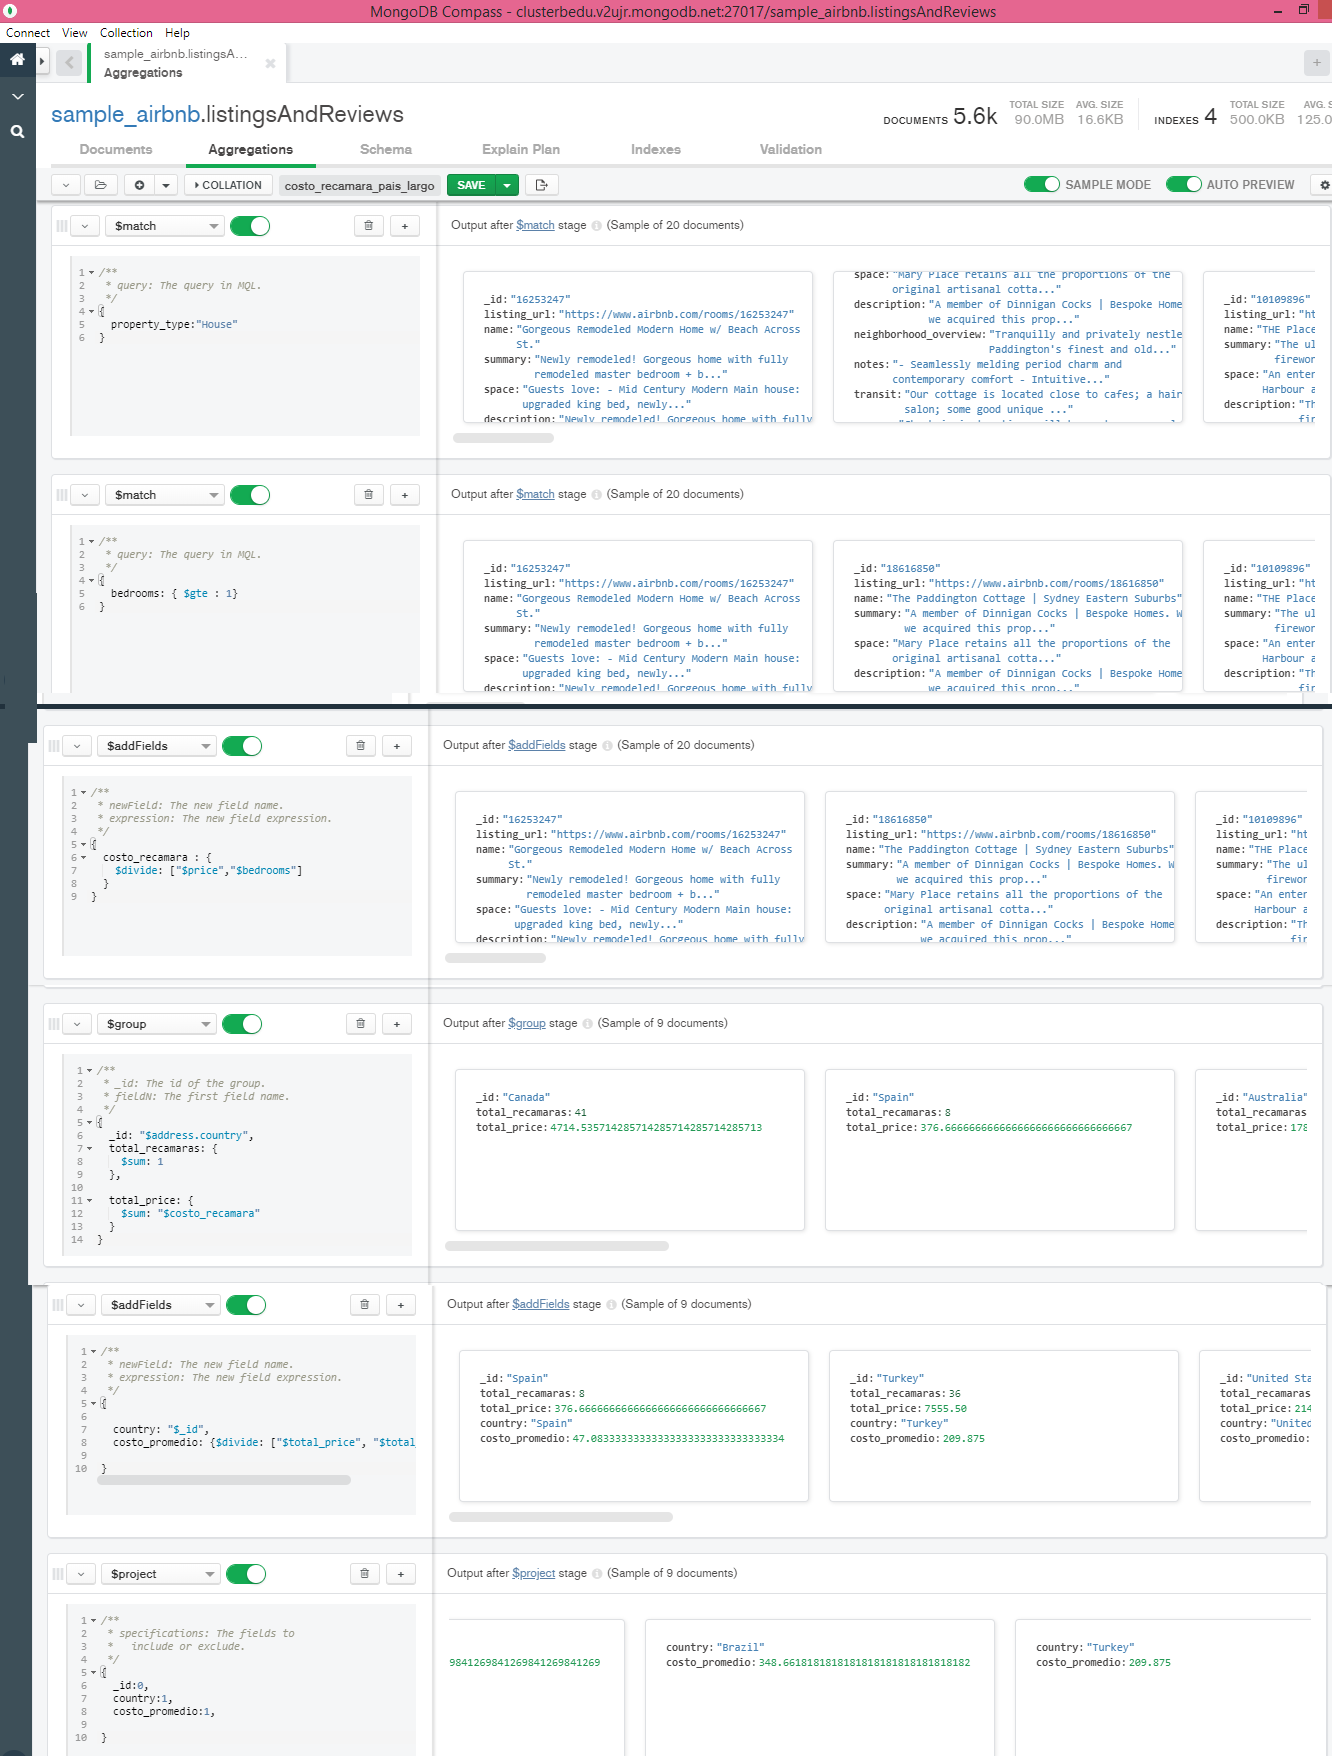 MongoDB Compass - clusterbedu.v2ujr.mongodb.net:27017/sample_airbnb.listingsAndReviews
Connect View Collection Help
sample_airbnb.listingsA...
Aggregations
sample_airbnb.listingsAndReviews
DOCUMENTS 5.6k TOTAL SIZE 90.0MB AVG. SIZE 16.6KB INDEXES 4 TOTAL SIZE 500.0KB AVG. S 125.0
Documents Aggregations Schema Explain Plan Indexes Validation
COLLATION costo_recamara_pais_largo SAVE SAMPLE MODE AUTO PREVIEW
$match
Output after $match stage (Sample of 20 documents)
1 /**
2 * query: The query in MQL.
3 */
4 {
5 property_type:"House"
6 }
_id:"16253247"
listing_url:"https://www.airbnb.com/rooms/16253247"
name:"Gorgeous Remodeled Modern Home w/ Beach Across
St."
summary:"Newly remodeled! Gorgeous home with fully
remodeled master bedroom + b..."
space:"Guests love: - Mid Century Modern Main house:
upgraded king bed, newly..."
description:"Newly remodeled! Gorgeous home with fully
space:"Mary Place retains all the proportions of the
original artisanal cotta..."
description:"A member of Dinnigan Cocks | Bespoke Home
we acquired this prop..."
neighborhood_overview:"Tranquilly and privately nestle
Paddington's finest and old..."
notes:"- Seamlessly melding period charm and
contemporary comfort - Intuitive..."
transit:"Our cottage is located close to cafes; a hair
salon; some good unique ..."
_id:"10109896"
listing_url:"ht
name:"THE Place
summary:"The ul
firewor
space:"An enter
Harbour a
description:"Th
fir
$match
Output after $match stage (Sample of 20 documents)
1 /**
2 * query: The query in MQL.
3 */
4 {
5 bedrooms: { $gte : 1}
6 }
_id:"16253247"
listing_url:"https://www.airbnb.com/rooms/16253247"
name:"Gorgeous Remodeled Modern Home w/ Beach Across
St."
summary:"Newly remodeled! Gorgeous home with fully
remodeled master bedroom + b..."
space:"Guests love: - Mid Century Modern Main house:
upgraded king bed, newly..."
description:"Newly remodeled! Gorgeous home with fully
_id:"18616850"
listing_url:"https://www.airbnb.com/rooms/18616850"
name:"The Paddington Cottage | Sydney Eastern Suburbs"
summary:"A member of Dinnigan Cocks | Bespoke Homes. W
we acquired this prop..."
space:"Mary Place retains all the proportions of the
original artisanal cotta..."
description:"A member of Dinnigan Cocks | Bespoke Home
we acquired this prop..."
_id:"10109896"
listing_url:"ht
name:"THE Place
summary:"The ul
firewor
space:"An enter
Harbour a
description:"Th
fir
$addFields
Output after $addFields stage (Sample of 20 documents)
1 /**
2 * newField: The new field name.
3 * expression: The new field expression.
4 */
5 {
6 costo_recamara : {
7 $divide: ["$price","$bedrooms"]
8 }
9 }
_id:"16253247"
listing_url:"https://www.airbnb.com/rooms/16253247"
name:"Gorgeous Remodeled Modern Home w/ Beach Across
St."
summary:"Newly remodeled! Gorgeous home with fully
remodeled master bedroom + b..."
space:"Guests love: - Mid Century Modern Main house:
upgraded king bed, newly..."
description:"Newly remodeled! Gorgeous home with fully
_id:"18616850"
listing_url:"https://www.airbnb.com/rooms/18616850"
name:"The Paddington Cottage | Sydney Eastern Suburbs"
summary:"A member of Dinnigan Cocks | Bespoke Homes. W
we acquired this prop..."
space:"Mary Place retains all the proportions of the
original artisanal cotta..."
description:"A member of Dinnigan Cocks | Bespoke Home
we acquired this prop..."
_id:"10109896"
listing_url:"ht
name:"THE Place
summary:"The ul
firewor
space:"An enter
Harbour a
description:"Th
fir
$group
Output after $group stage (Sample of 9 documents)
1 /**
2 * _id: The id of the group.
3 * fieldN: The first field name.
4 */
5 {
6 _id: "$address.country",
7 total_recamaras: {
8 $sum: 1
9 },
10
11 total_price: {
12 $sum: "$costo_recamara"
13 }
14 }
_id:"Canada"
total_recamaras:41
total_price:4714.535714285714285714285714285713
_id:"Spain"
total_recamaras:8
total_price:376.6666666666666666666666666667
_id:"Australia"
total_recamaras
total_price:178
$addFields
Output after $addFields stage (Sample of 9 documents)
1 /**
2 * newField: The new field name.
3 * expression: The new field expression.
4 */
5 {
6
7 country: "$_id",
8 costo_promedio: {$divide: ["$total_price", "$total_
9
10 }
_id:"Spain"
total_recamaras:8
total_price:376.6666666666666666666666666667
country:"Spain"
costo_promedio:47.08333333333333333333333333333334
_id:"Turkey"
total_recamaras:36
total_price:7555.50
country:"Turkey"
costo_promedio:209.875
_id:"United Sta
total_recamaras
total_price:214
country:"United
costo_promedio:
$project
Output after $project stage (Sample of 9 documents)
1 /**
2 * specifications: The fields to
3 * include or exclude.
4 */
5 {
6 _id:0,
7 country:1,
8 costo_promedio:1,
9
10 }
9841269841269841269841269
country:"Brazil"
costo_promedio:348.6618181818181818181818181818182
country:"Turkey"
costo_promedio:209.875